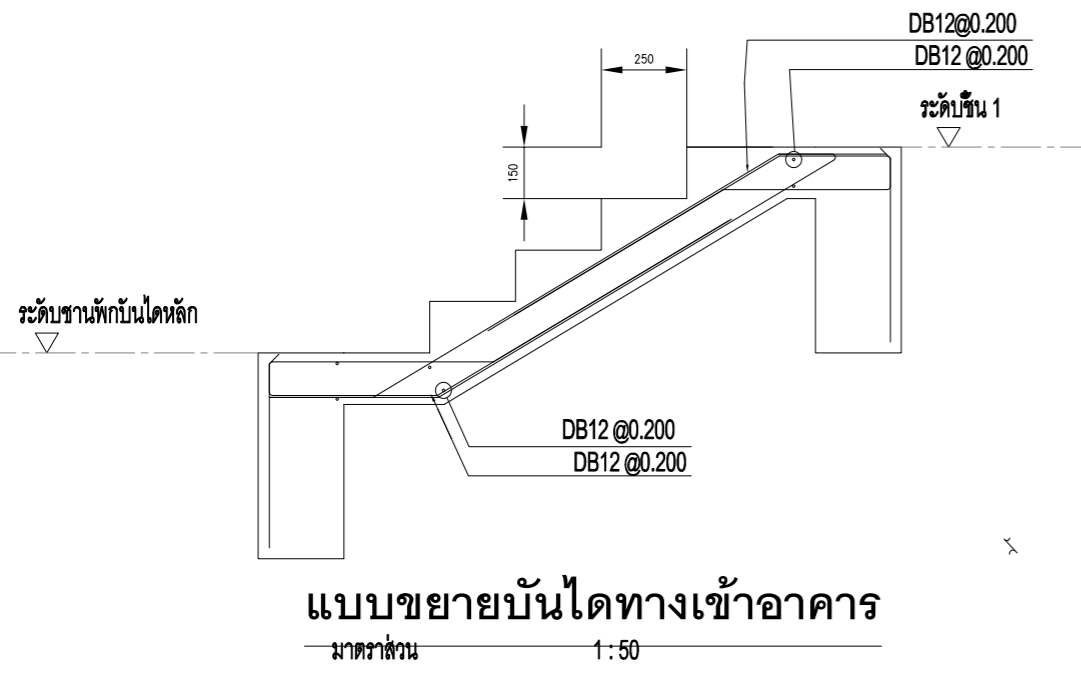 DB12@0.200
DB12 @0.200
250
ระดับชั้น 1
150
ระดับชานพักบันไดหลัก
DB12 @0.200
DB12 @0.200
แบบขยายบันไดทางเข้าอาคาร
มาตราส่วน 1 : 50